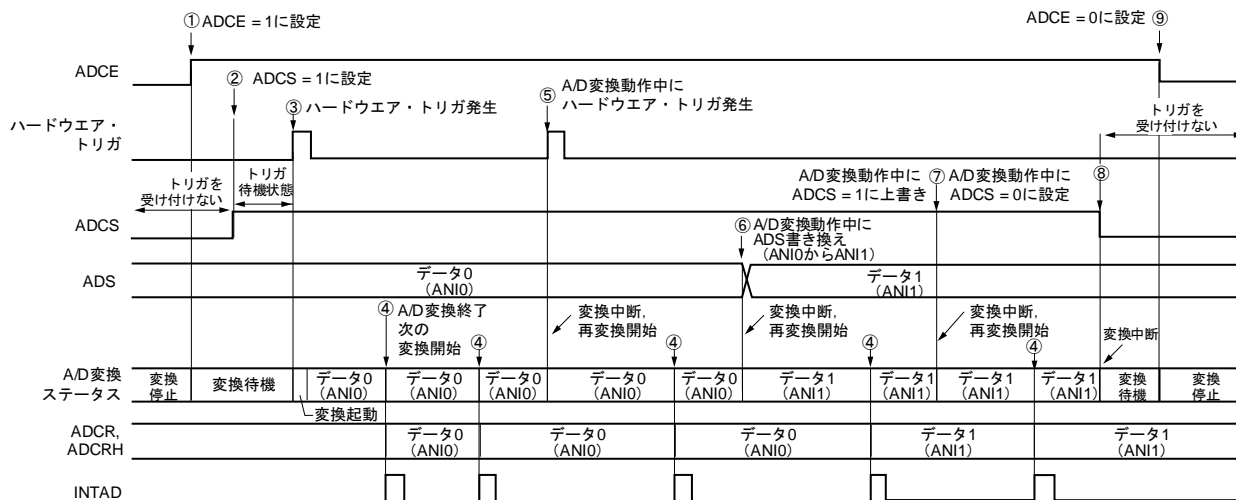 ① ADCE = 1に設定
ADCE = 0に設定 ⑨
ADCE
② ADCS = 1に設定
③ ハードウエア・トリガ発生
⑤ A/D変換動作中に
ハードウエア・トリガ発生
ハードウエア・
トリガ
トリガを
受け付けない
トリガ
待機状態
トリガを
受け付けない
A/D変換動作中に
ADCS = 1に上書き
⑦ A/D変換動作中に
ADCS = 0に設定
⑧
ADCS
⑥ A/D変換動作中に
ADS書き換え
(ANI0からANI1)
ADS
データ0
(ANI0)
データ1
(ANI1)
④ A/D変換終了
次の
変換開始
④
変換中断,
再変換開始
④
変換中断,
再変換開始
④
変換中断,
再変換開始
④
変換中断
A/D変換
ステータス
変換
停止
変換待機
変換起動
データ0
(ANI0)
データ0
(ANI0)
データ0
(ANI0)
データ0
(ANI0)
データ1
(ANI1)
データ1
(ANI1)
データ1
(ANI1)
データ1
(ANI1)
変換
待機
変換
停止
ADCR,
ADCRH
データ0
(ANI0)
データ0
(ANI0)
データ0
(ANI0)
データ1
(ANI1)
データ1
(ANI1)
INTAD